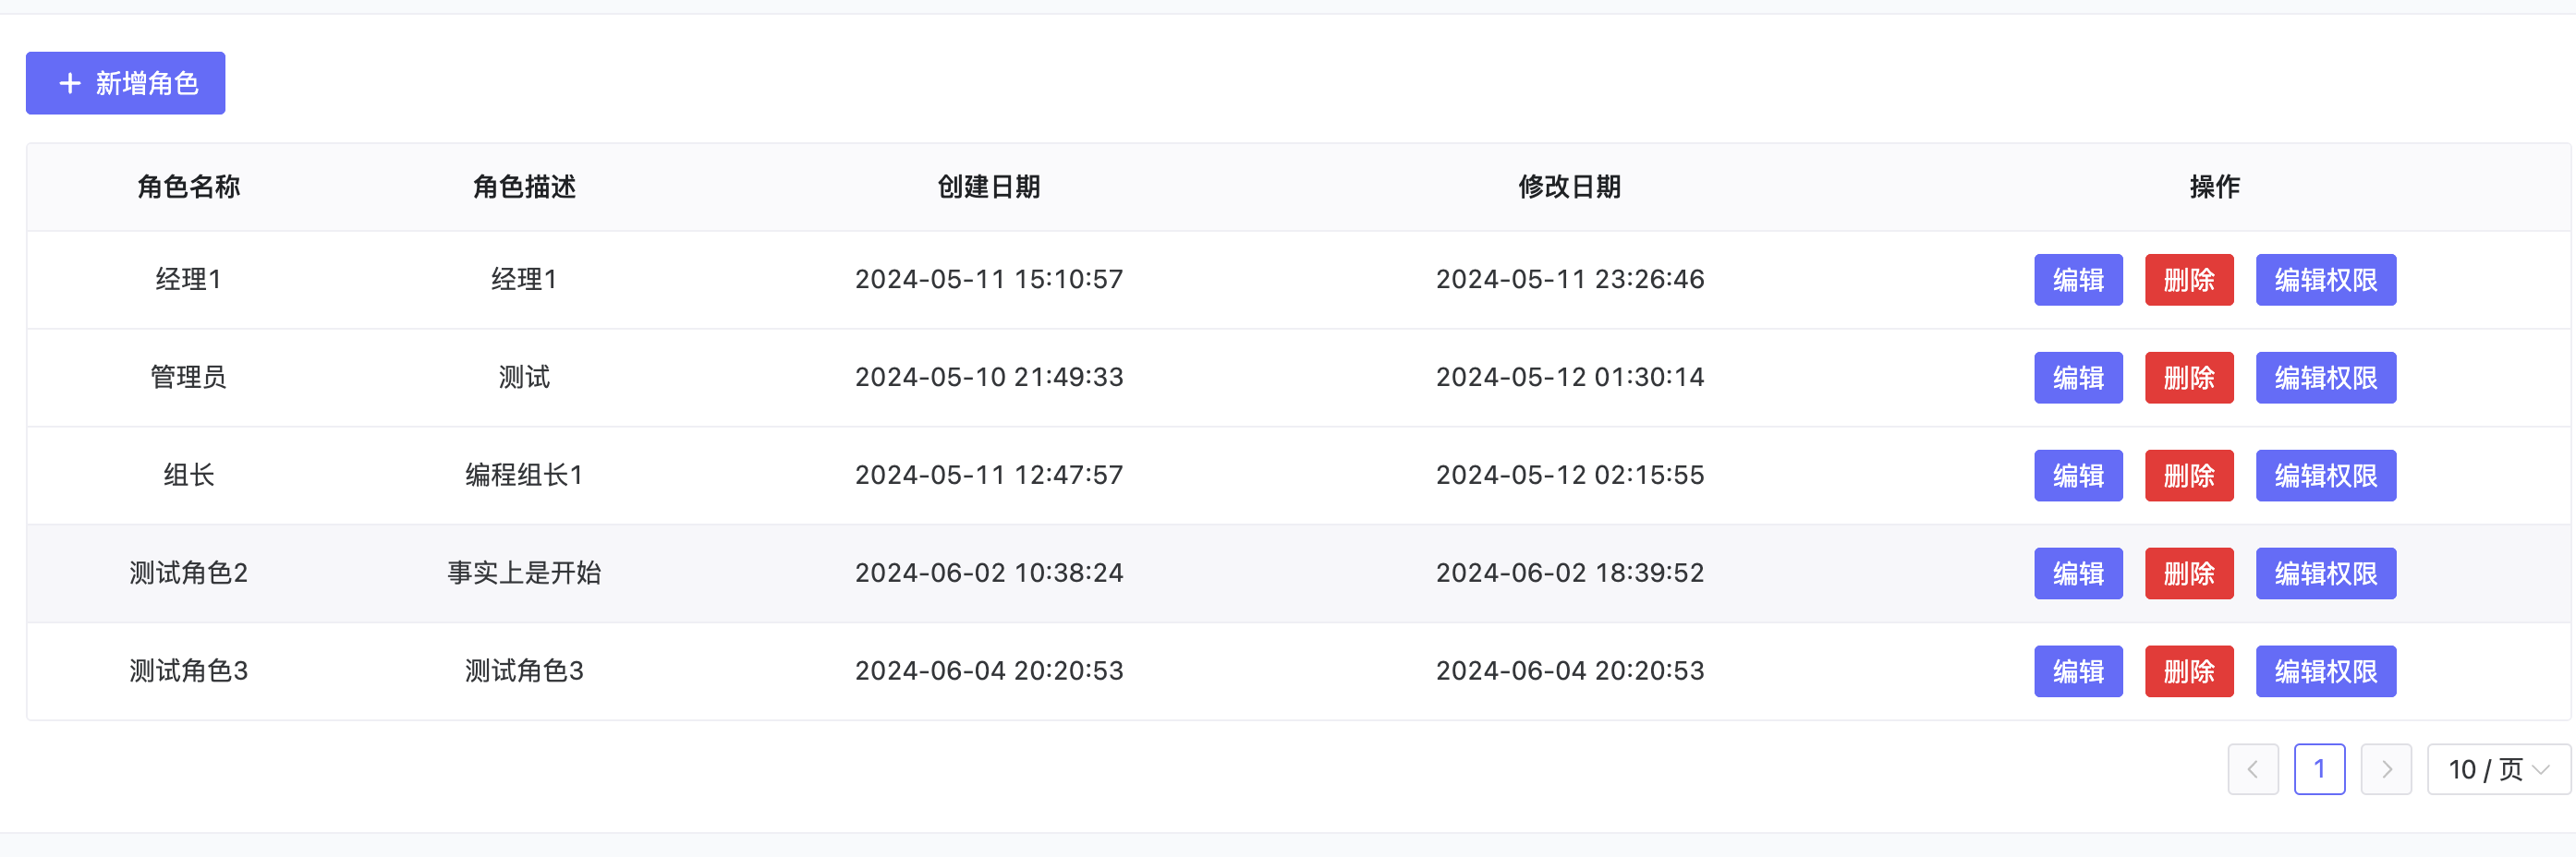 新增角色
角色名称 角色描述 创建日期 修改日期 操作
经理1 经理1 2024-05-11 15:10:57 2024-05-11 23:26:46 编辑 删除 编辑权限
管理员 测试 2024-05-10 21:49:33 2024-05-12 01:30:14 编辑 删除 编辑权限
组长 编程组长1 2024-05-11 12:47:57 2024-05-12 02:15:55 编辑 删除 编辑权限
测试角色2 事实上是开始 2024-06-02 10:38:24 2024-06-02 18:39:52 编辑 删除 编辑权限
测试角色3 测试角色3 2024-06-04 20:20:53 2024-06-04 20:20:53 编辑 删除 编辑权限
1 10 / 页